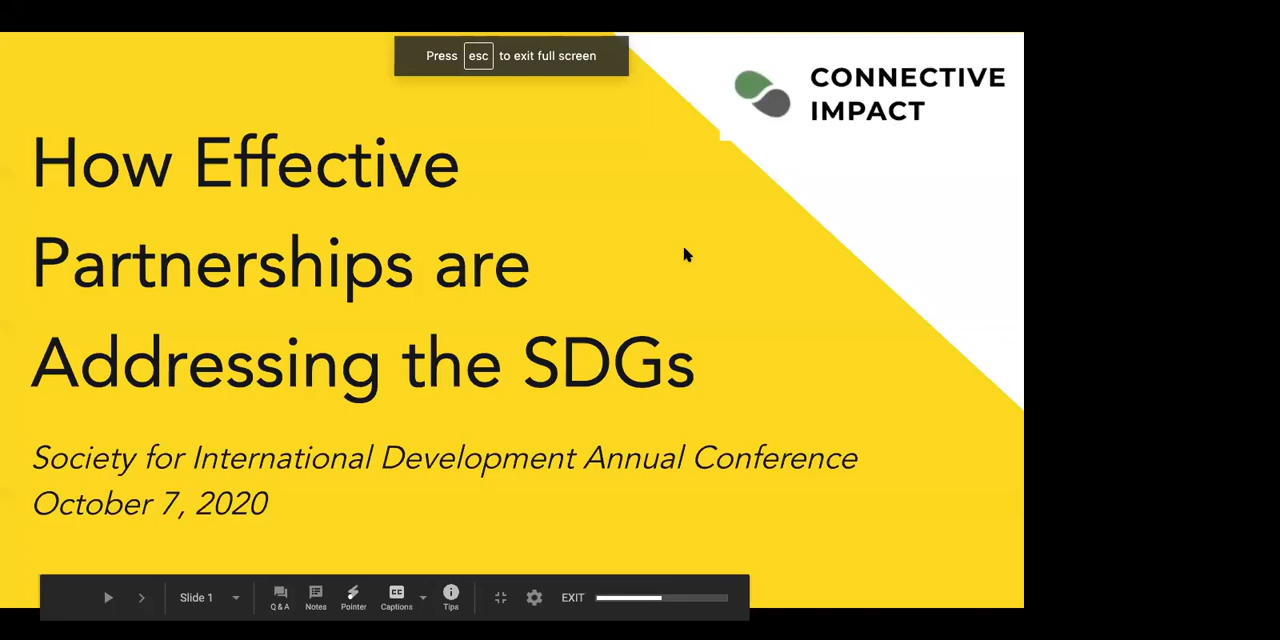 Press esc to exit full screen
CONNECTIVE
IMPACT
How Effective
Partnerships are
Addressing the SDGs
Society for International Development Annual Conference
October 7, 2020
Slide 1
Q & A
Notes
Pointer
CC
Captions
Tips
EXIT